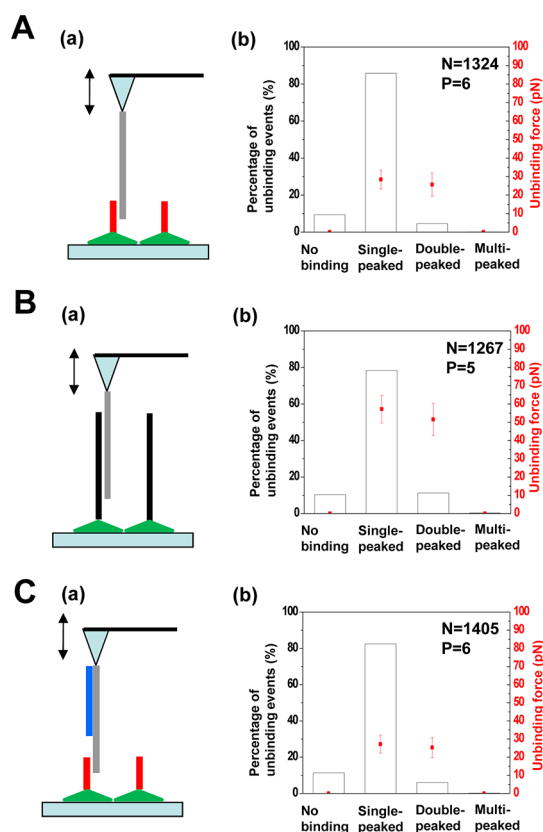 A
(a)
(b)
Percentage of
unbinding events (%)
100
80
60
40
20
0
N=1324
P=6
100
90
80
70
60
50
40
30
20
10
0
Unbinding force (pN)
No
binding
Single-
peaked
Double-
peaked
Multi-
peaked
B
(a)
(b)
Percentage of
unbinding events (%)
100
80
60
40
20
0
N=1267
P=5
100
90
80
70
60
50
40
30
20
10
0
Unbinding force (pN)
No
binding
Single-
peaked
Double-
peaked
Multi-
peaked
C
(a)
(b)
Percentage of
unbinding events (%)
100
80
60
40
20
0
N=1405
P=6
100
90
80
70
60
50
40
30
20
10
0
Unbinding force (pN)
No
binding
Single-
peaked
Double-
peaked
Multi-
peaked